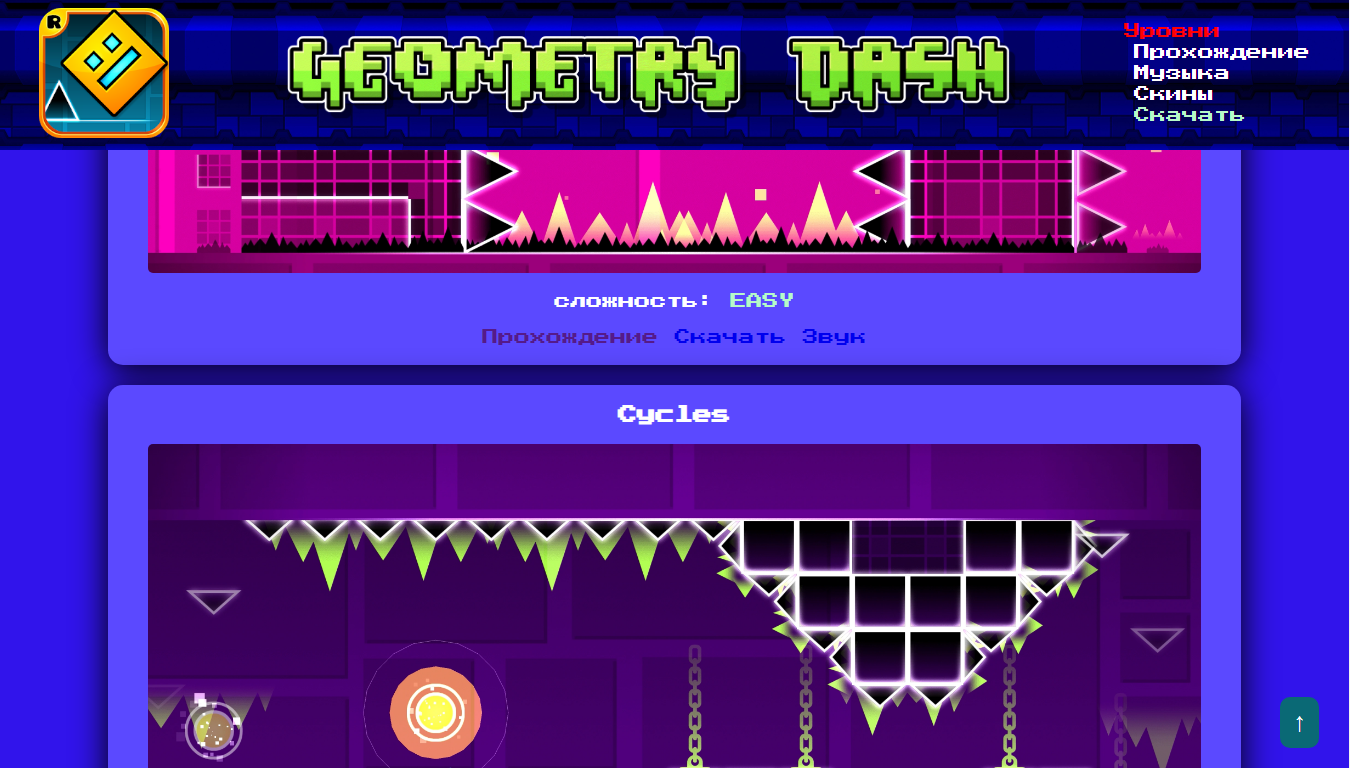 R
GEOMETRY DASH
Уровни
Прохождение
Музыка
Скины
Скачать
сложность: EASY
Прохождение Скачать Звук
Cycles
↑